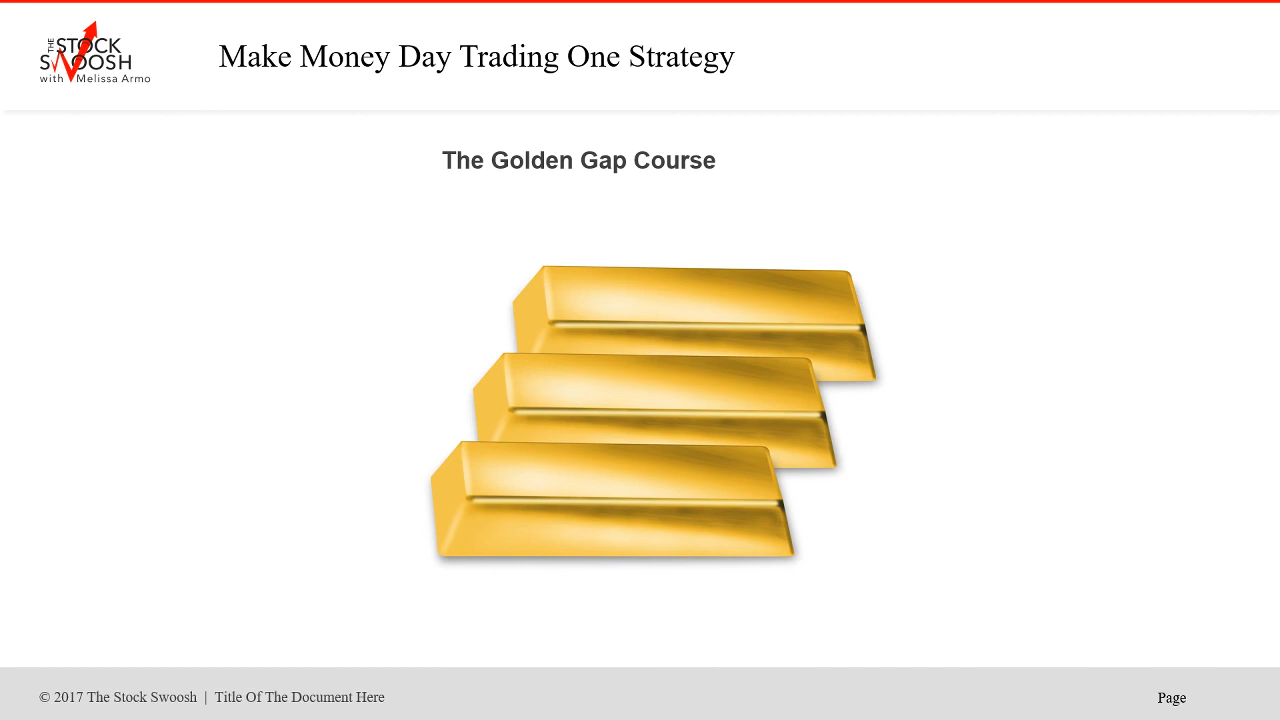 THE STOCK
SWOOSH
with Melissa Armo
Make Money Day Trading One Strategy
The Golden Gap Course
© 2017 The Stock Swoosh | Title Of The Document Here
Page